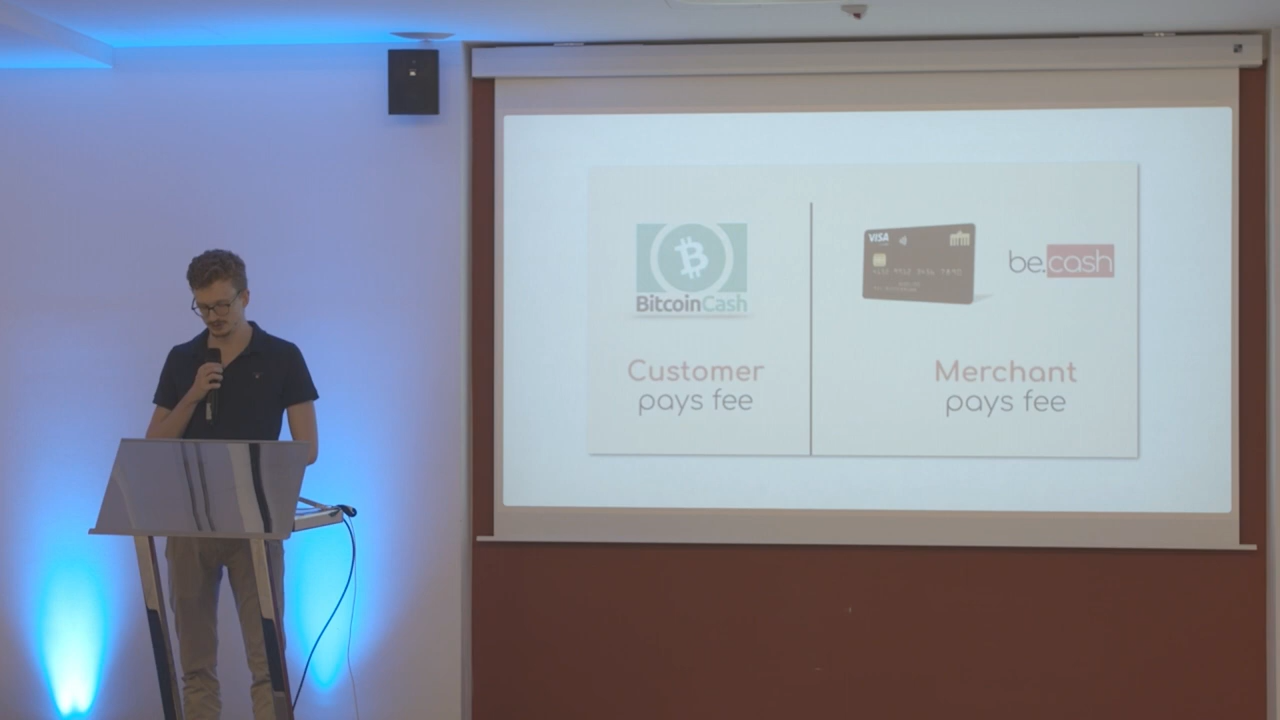 BitcoinCash
Customer
pays fee
VISA
be.cash
Merchant
pays fee